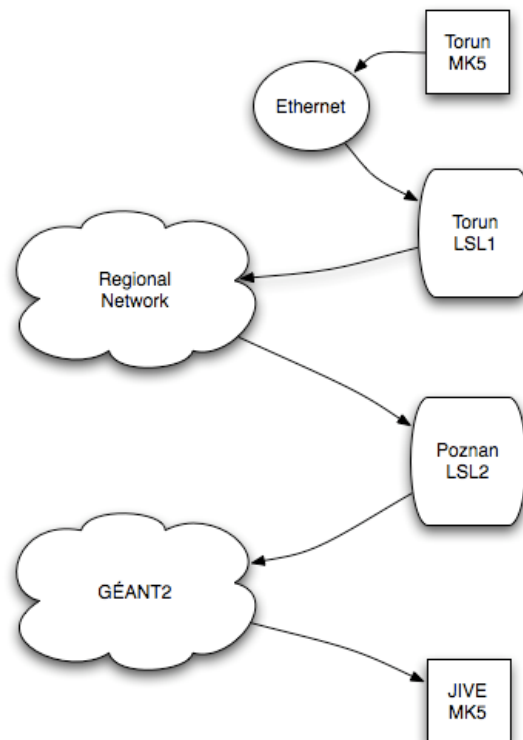 Torun
MK5
Ethernet
Torun
LSL1
Regional
Network
Poznan
LSL2
GÉANT2
JIVE
MK5